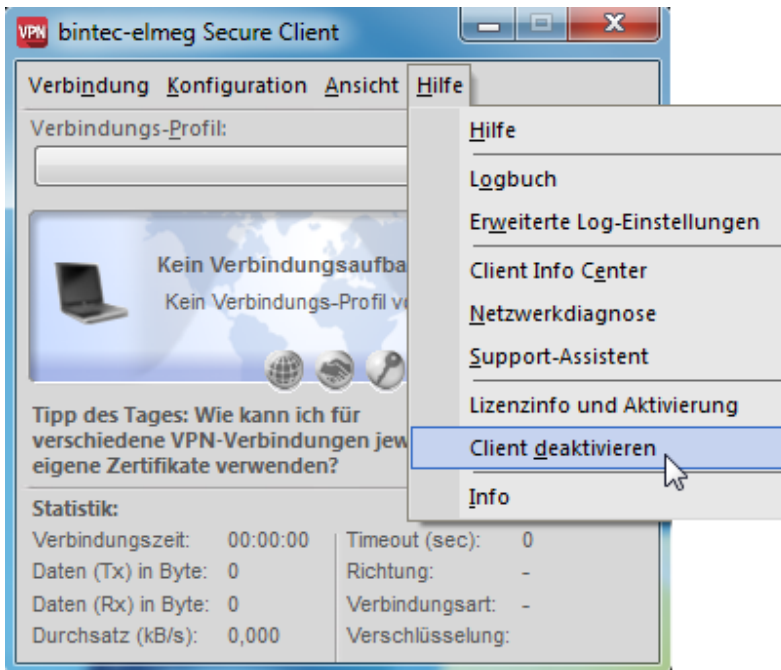 VPN bintec-elmeg Secure Client
Verbindung Konfiguration Ansicht Hilfe
Verbindungs-Profil:
Kein Verbindungsaufba
Kein Verbindungs-Profil
Tipp des Tages: Wie kann ich für
verschiedene VPN-Verbindungen jew
eigene Zertifikate verwenden?
Statistik:
Verbindungszeit: 00:00:00 Timeout (sec): 0
Daten (Tx) in Byte: 0 Richtung: -
Daten (Rx) in Byte: 0 Verbindungsart: -
Durchsatz (kB/s): 0,000 Verschlüsselung:
Hilfe
Logbuch
Erweiterte Log-Einstellungen
Client Info Center
Netzwerkdiagnose
Support-Assistent
Lizenzinfo und Aktivierung
Client deaktivieren
Info